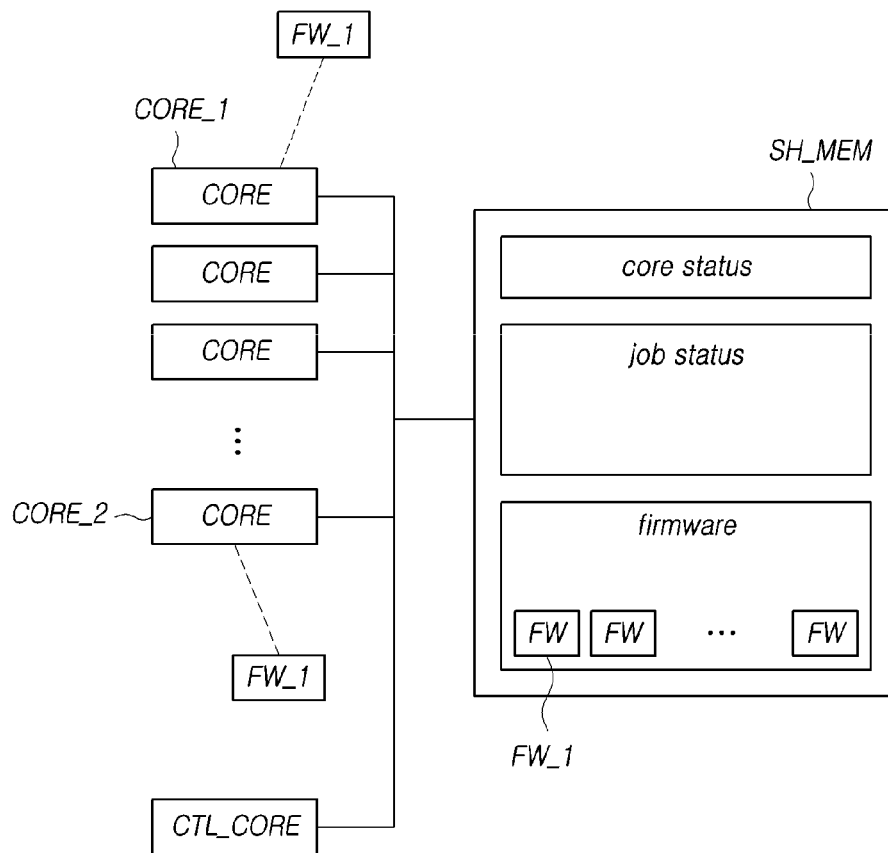 FW_1
CORE_1
CORE
CORE
CORE
...
CORE_2
CORE
FW_1
CTL_CORE
SH_MEM
core status
job status
firmware
FW FW ... FW
FW_1